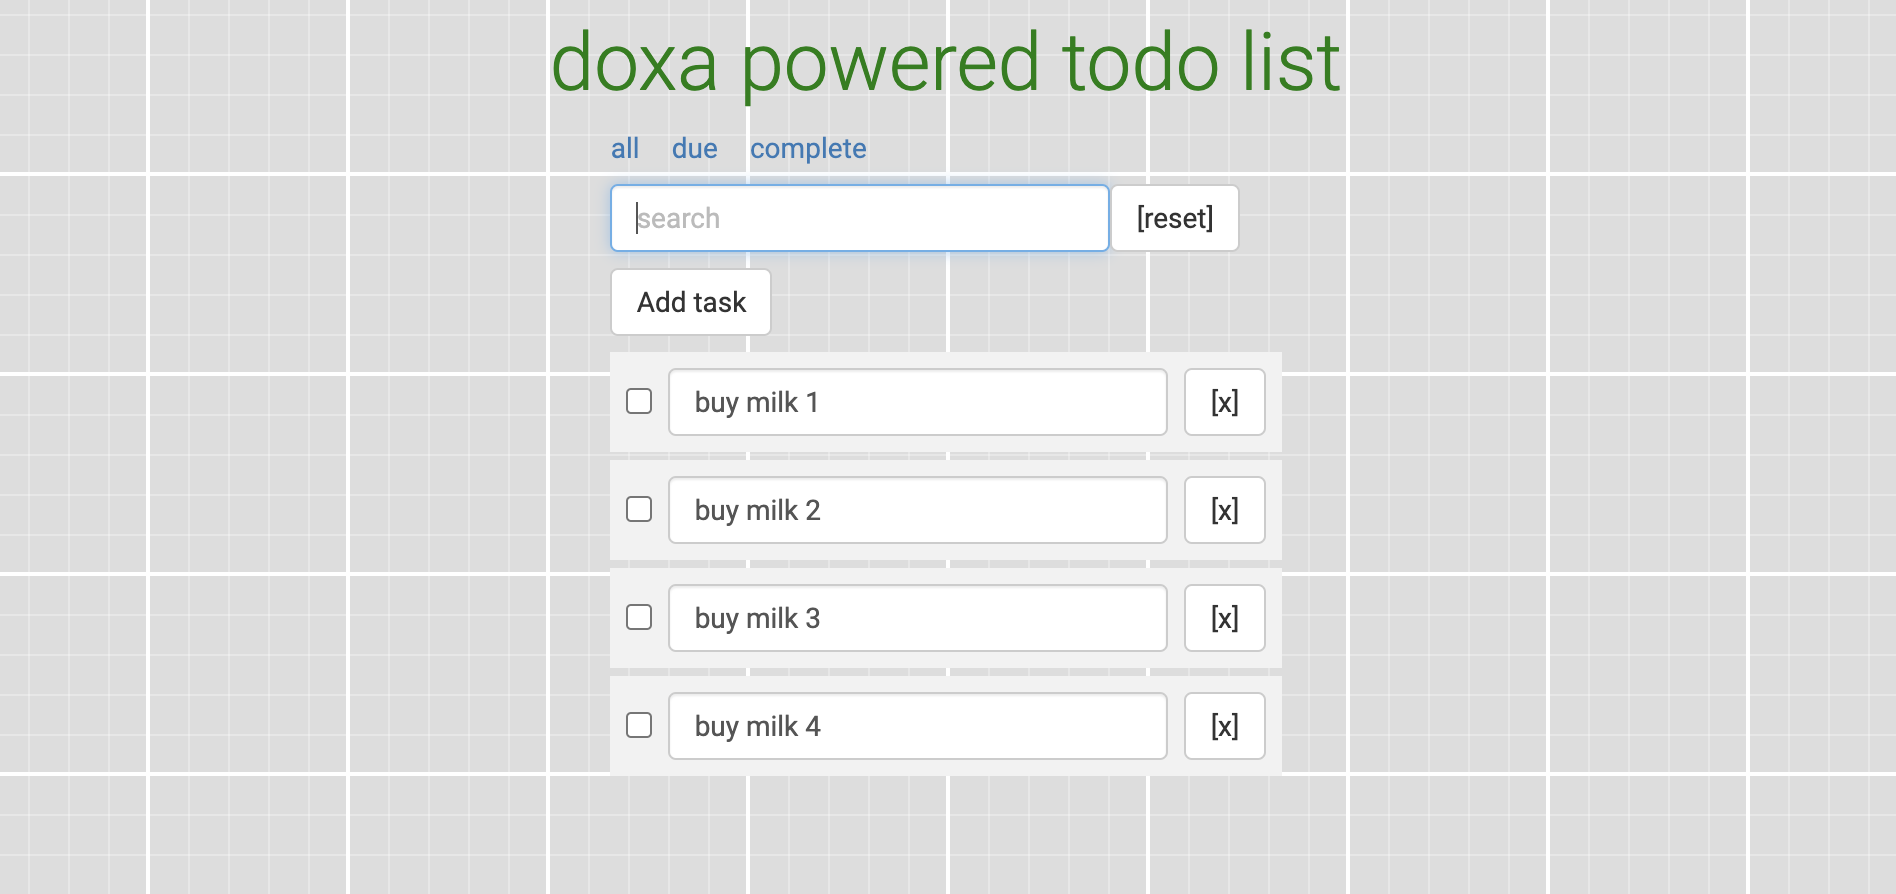 doxa powered todo list
all due complete
search [reset]
Add task
buy milk 1 [x]
buy milk 2 [x]
buy milk 3 [x]
buy milk 4 [x]